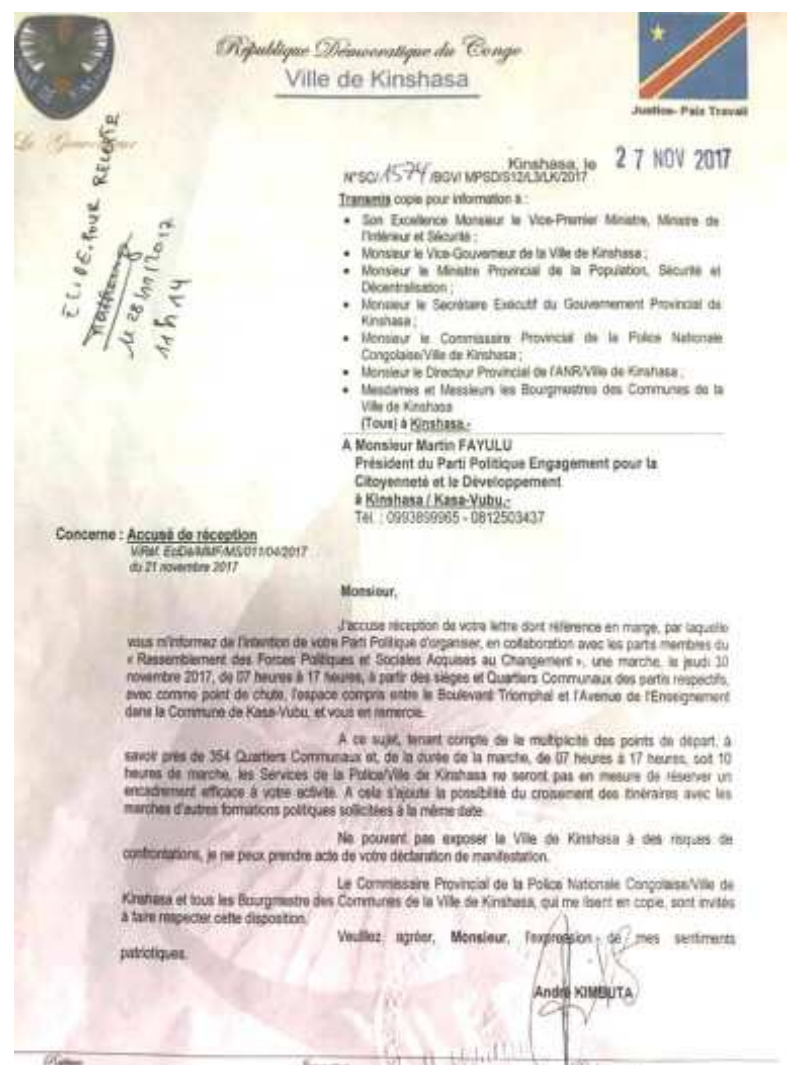 République Démocratique du Congo
Ville de Kinshasa
Justice- Paix Travail
Le Gouverneur
ECIDE. POUR RECEPTE
le 28/11/2017
11h14
Kinshasa, le 27 NOV 2017
N°SC/1574/BGV/ MPSD/S12/L3/LK/2017
Transmis copie pour information à :
• Son Excellence Monsieur le Vice-Premier Ministre, Ministre de
l'Intérieur et Sécurité ;
• Monsieur le Vice-Gouverneur de la Ville de Kinshasa ;
• Monsieur le Ministre Provincial de la Population, Sécurité et
Décentralisation ;
• Monsieur le Secrétaire Exécutif du Gouvernement Provincial de
Kinshasa ;
• Monsieur le Commissaire Provincial de la Police Nationale
Congolaise/Ville de Kinshasa ;
• Monsieur le Directeur Provincial de l'ANR/Ville de Kinshasa ;
• Mesdames et Messieurs les Bourgmestres des Communes de la
Ville de Kinshasa
(Tous) à Kinshasa.-
A Monsieur Martin FAYULU
Président du Parti Politique Engagement pour la
Citoyenneté et le Développement
à Kinshasa / Kasa-Vubu.-
Tél. : 0993899965 - 0812503437
Concerne : Accusé de réception
V/Réf. EciDé/MMF/MS/011/04/2017
du 21 novembre 2017
Monsieur,
J'accuse réception de votre lettre dont référence en marge, par laquelle
vous m'informez de l'intention de votre Parti Politique d'organiser, en collaboration avec les partis membres du
« Rassemblement des Forces Politiques et Sociales Acquises au Changement », une marche, le jeudi 30
novembre 2017, de 07 heures à 17 heures, à partir des sièges et Quartiers Communaux des partis respectifs,
avec comme point de chute, l'espace compris entre le Boulevard Triomphal et l'Avenue de l'Enseignement
dans la Commune de Kasa-Vubu, et vous en remercie.
A ce sujet, tenant compte de la multiplicité des points de départ, à
savoir près de 354 Quartiers Communaux et, de la durée de la marche, de 07 heures à 17 heures, soit 10
heures de marche, les Services de la Police/Ville de Kinshasa ne seront pas en mesure de réserver un
encadrement efficace à votre activité. A cela s'ajoute la possibilité du croisement des itinéraires avec les
marches d'autres formations politiques sollicitées à la même date.
Ne pouvant pas exposer la Ville de Kinshasa à des risques de
confrontations, je ne peux prendre acte de votre déclaration de manifestation.
Le Commissaire Provincial de la Police Nationale Congolaise/Ville de
Kinshasa et tous les Bourgmestre des Communes de la Ville de Kinshasa, qui me lisent en copie, sont invités
à faire respecter cette disposition.
Veuillez agréer, Monsieur, l'expression de mes sentiments
patriotiques.
André KIMBUTA